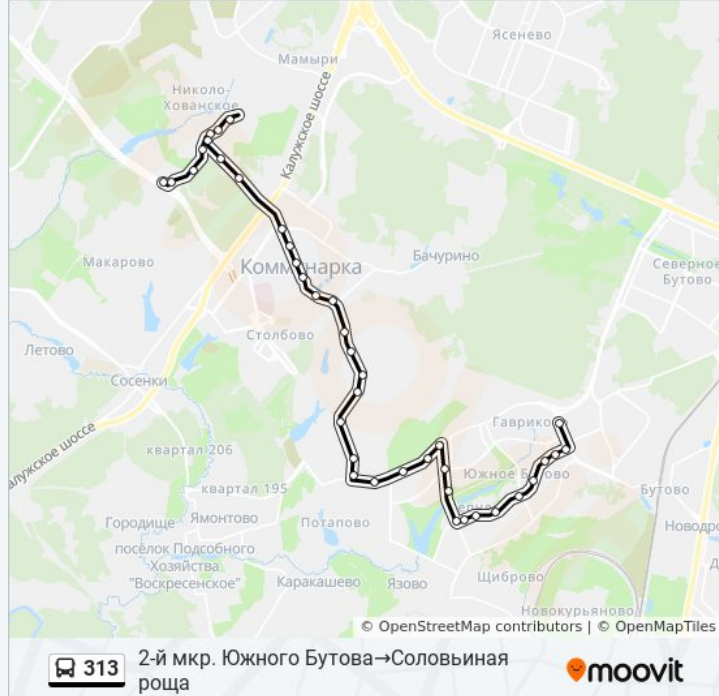 Ясенево
Мамыри
Николо-
Хованское
Калужское шоссе
Бачурино
Коммунарка
Макарово
Северное
Бутово
Столбово
Летово
Сосенки
Гаврико
Калужское шоссе
квартал 206
Южное Бутово
квартал 195
Бутово
Городище
Ямонтово
Потапово
Новодро
посёлок Подсобного
Хозяйства
"Воскресенское"
Каракашево
Язово
Щиброво
Новокурьяново
© OpenStreetMap contributors | © OpenMapTiles
313
2-й мкр. Южного Бутова→Соловьиная
роща
moovit